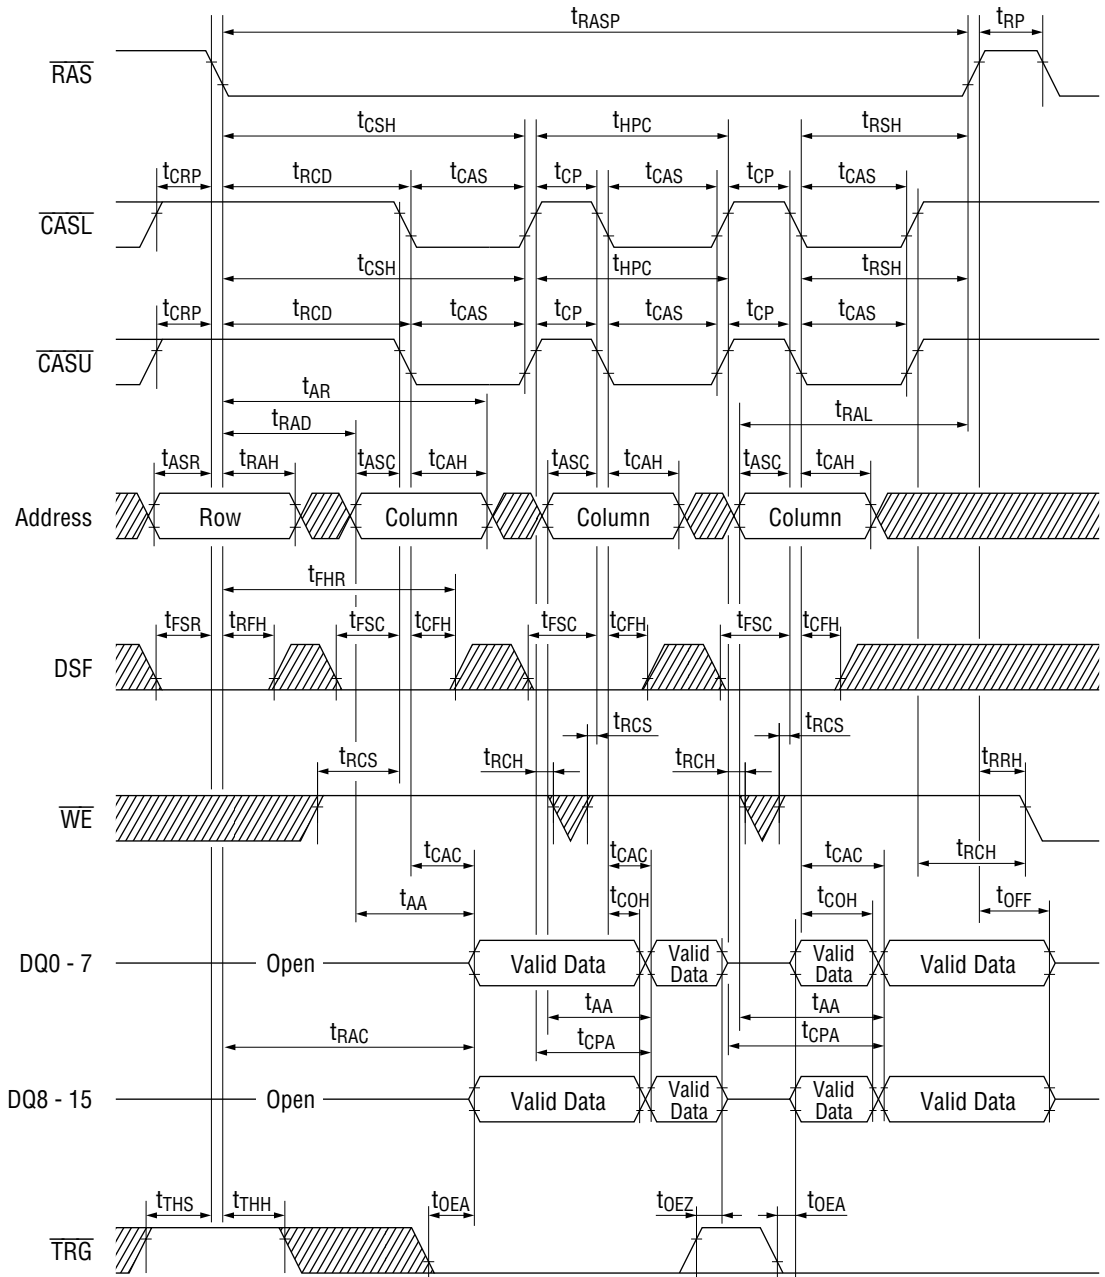 tRASP tRP
RAS
tCSH tHPC tRSH
tCRP tRCD tCAS tCP tCAS tCP tCAS
CASL
tCSH tHPC tRSH
tCRP tRCD tCAS tCP tCAS tCP tCAS
CASU
tAR
tRAD tRAL
tASR tRAH tASC tCAH tASC tCAH tASC tCAH
Address Row Column Column Column
tFHR
tFSR tRFH tFSC tCFH tFSC tCFH tFSC tCFH
DSF
tRCS tRCS
tRCS tRCH tRCH tRRH
WE
tCAC tCAC tCAC tRCH
tAA tCOH tCOH tOFF
DQ0 - 7 Open Valid Data Valid Data Valid Data Valid Data
tAA tAA
tRAC tCPA tCPA
DQ8 - 15 Open Valid Data Valid Data Valid Data Valid Data
tTHS tTHH tOEA tOEZ tOEA
TRG